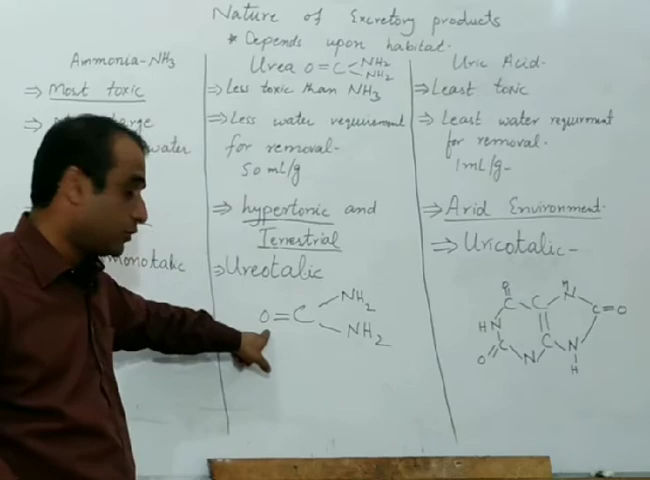 Nature of Excretory products
* Depends upon habitat.
Ammonia-NH3
⇒ Most toxic
⇒
water
monotalic
Urea O=C NH2
NH2
⇒ Less toxic than NH3
⇒ Less water requirement
for removal-
50 ml/g
⇒ hypertonic and
Terrestrial
⇒ Ureotalic
NH2
O=C
NH2
Uric Acid-
⇒ Least toxic
⇒ Least water requirment
for removal.
1ml/g-
⇒ Arid Environment.
⇒ Uricotalic-
O
C C N
HN C=O
C C N
O N H